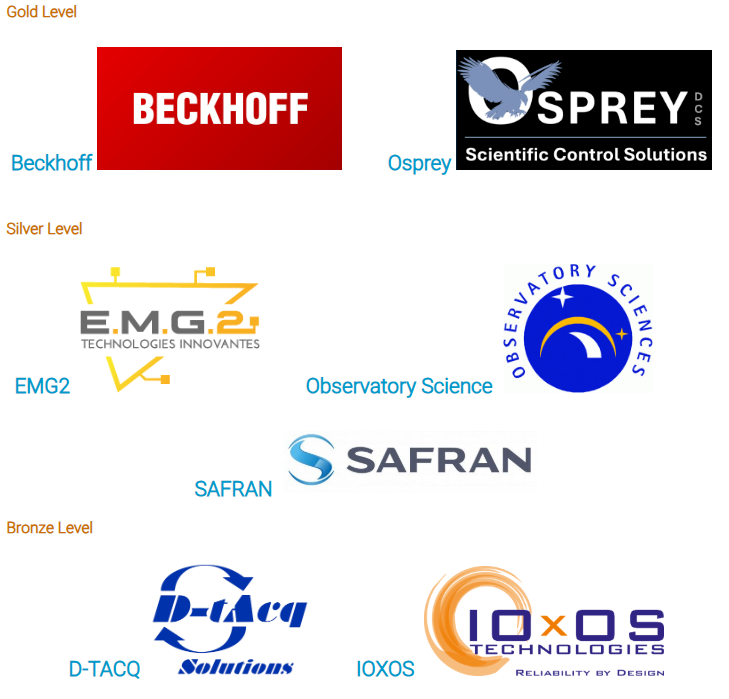 Gold Level
BECKHOFF
Beckhoff
OSPREY DCS
Scientific Control Solutions
Osprey
Silver Level
E.M.G.2
TECHNOLOGIES INNOVANTES
EMG2
OBSERVATORY SCIENCES
Observatory Science
SAFRAN
SAFRAN
Bronze Level
D-tAcq
Solutions
D-TACQ
IOxOS
TECHNOLOGIES
RELIABILITY BY DESIGN
IOXOS